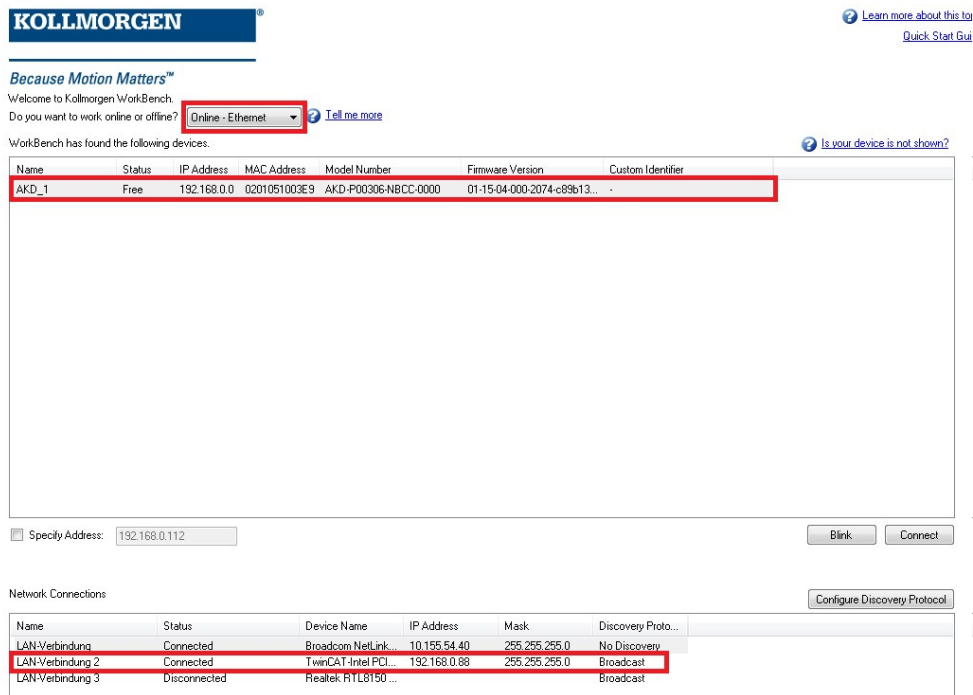 KOLLMORGEN®
Learn more about this to
Quick Start Gui
Because Motion Matters™
Welcome to Kollmorgen WorkBench.
Do you want to work online or offline? Online - Ethernet Tell me more
WorkBench has found the following devices. Is your device is not shown?
Name Status IP Address MAC Address Model Number Firmware Version Custom Identifier
AKD_1 Free 192.168.0.0 0201051003E9 AKD-P00306-NBCC-0000 01-15-04-000-2074-c89b13... -
Specify Address: 192.168.0.112 Blink Connect
Network Connections Configure Discovery Protocol
Name Status Device Name IP Address Mask Discovery Proto...
LAN-Verbindung Connected Broadcom NetLink... 10.155.54.40 255.255.255.0 No Discovery
LAN-Verbindung 2 Connected TwinCAT-Intel PCI... 192.168.0.88 255.255.255.0 Broadcast
LAN-Verbindung 3 Disconnected Realtek RTL8150 ... Broadcast